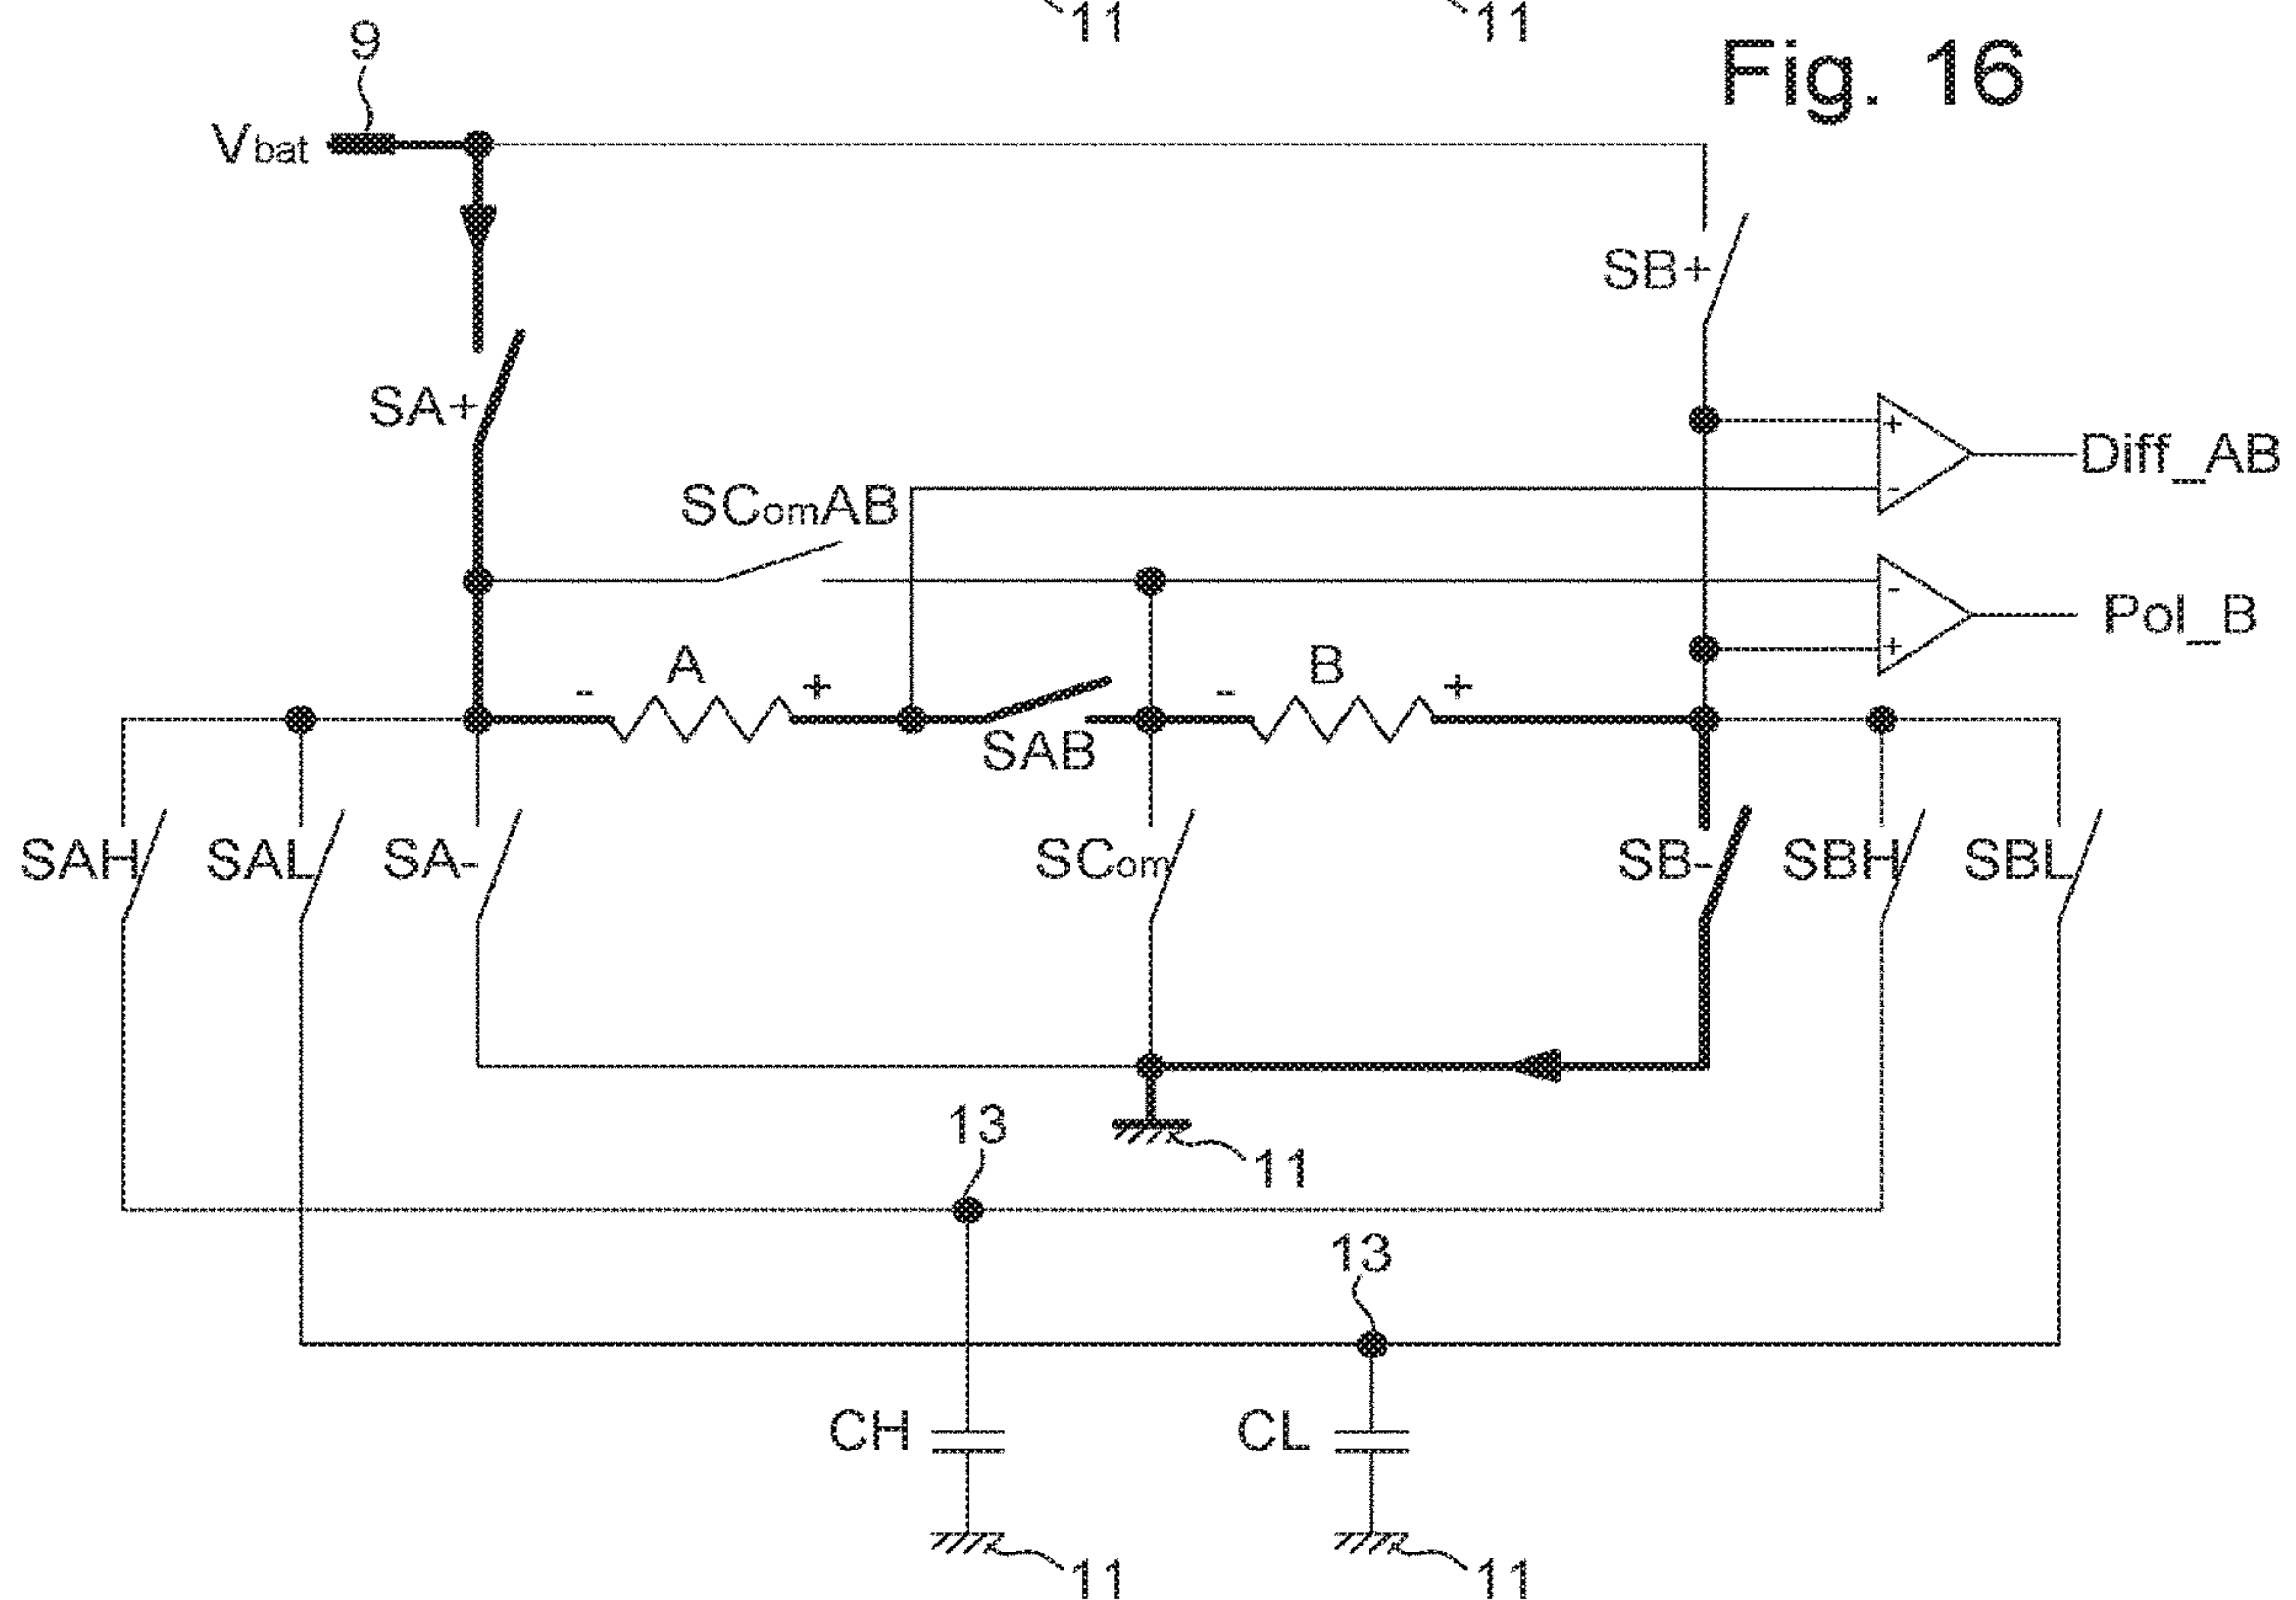 11 11
Fig. 16
9
Vbat
SB+
SA+
Diff_AB
+
-
SComAB
-
+
Pol_B
- A +
- B +
SAB
SAH SAL SA- SCom SB- SBH SBL
11
13
13
CH CL
11 11